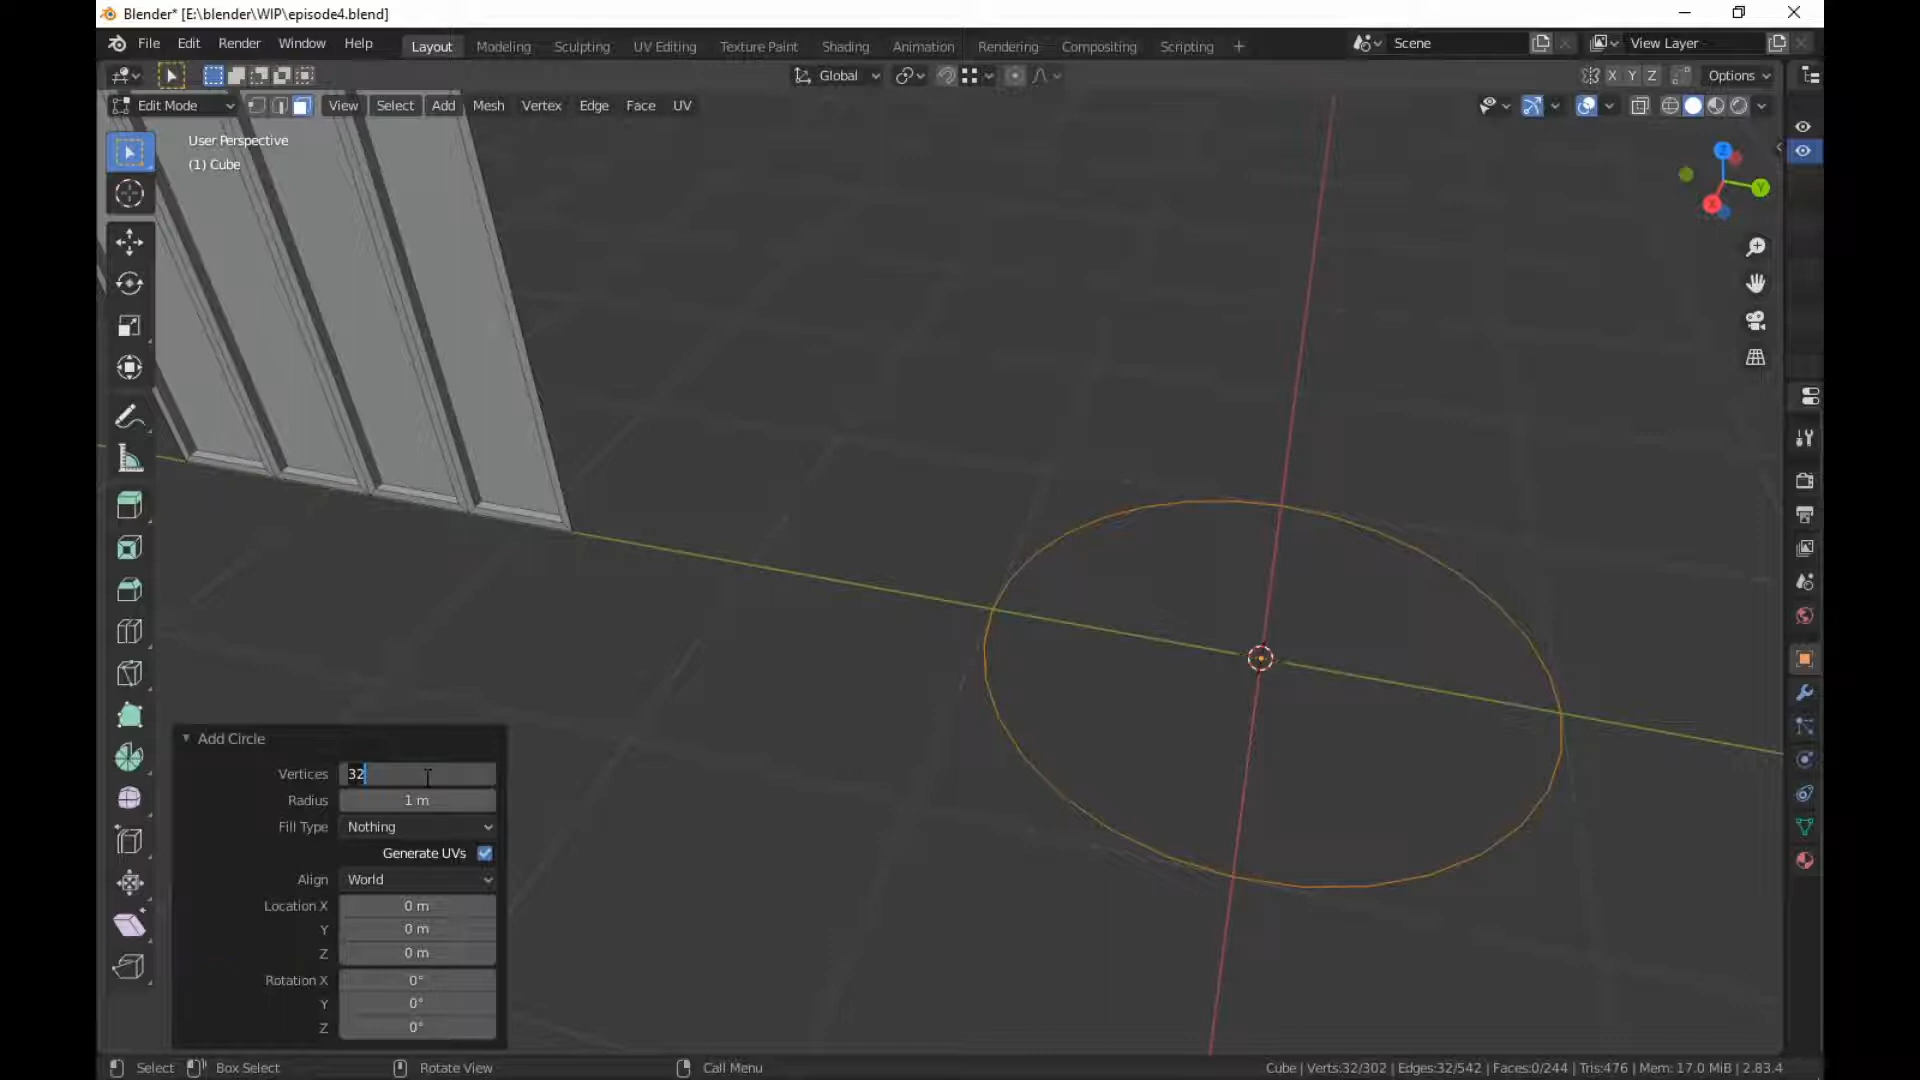 Blender* [E:\blender\WIP\episode4.blend]
File Edit Render Window Help Layout Modeling Sculpting UV Editing Texture Paint Shading Animation Rendering Compositing Scripting + Scene View Layer
Global X Y Z Options
Edit Mode View Select Add Mesh Vertex Edge Face UV
User Perspective
(1) Cube
Z
Y
X
Add Circle
Vertices 32
Radius 1 m
Fill Type Nothing
Generate UVs
Align World
Location X 0 m
Y 0 m
Z 0 m
Rotation X 0°
Y 0°
Z 0°
Select Box Select Rotate View Call Menu Cube | Verts:32/302 | Edges:32/542 | Faces:0/244 | Tris:476 | Mem: 17.0 MiB | 2.83.4